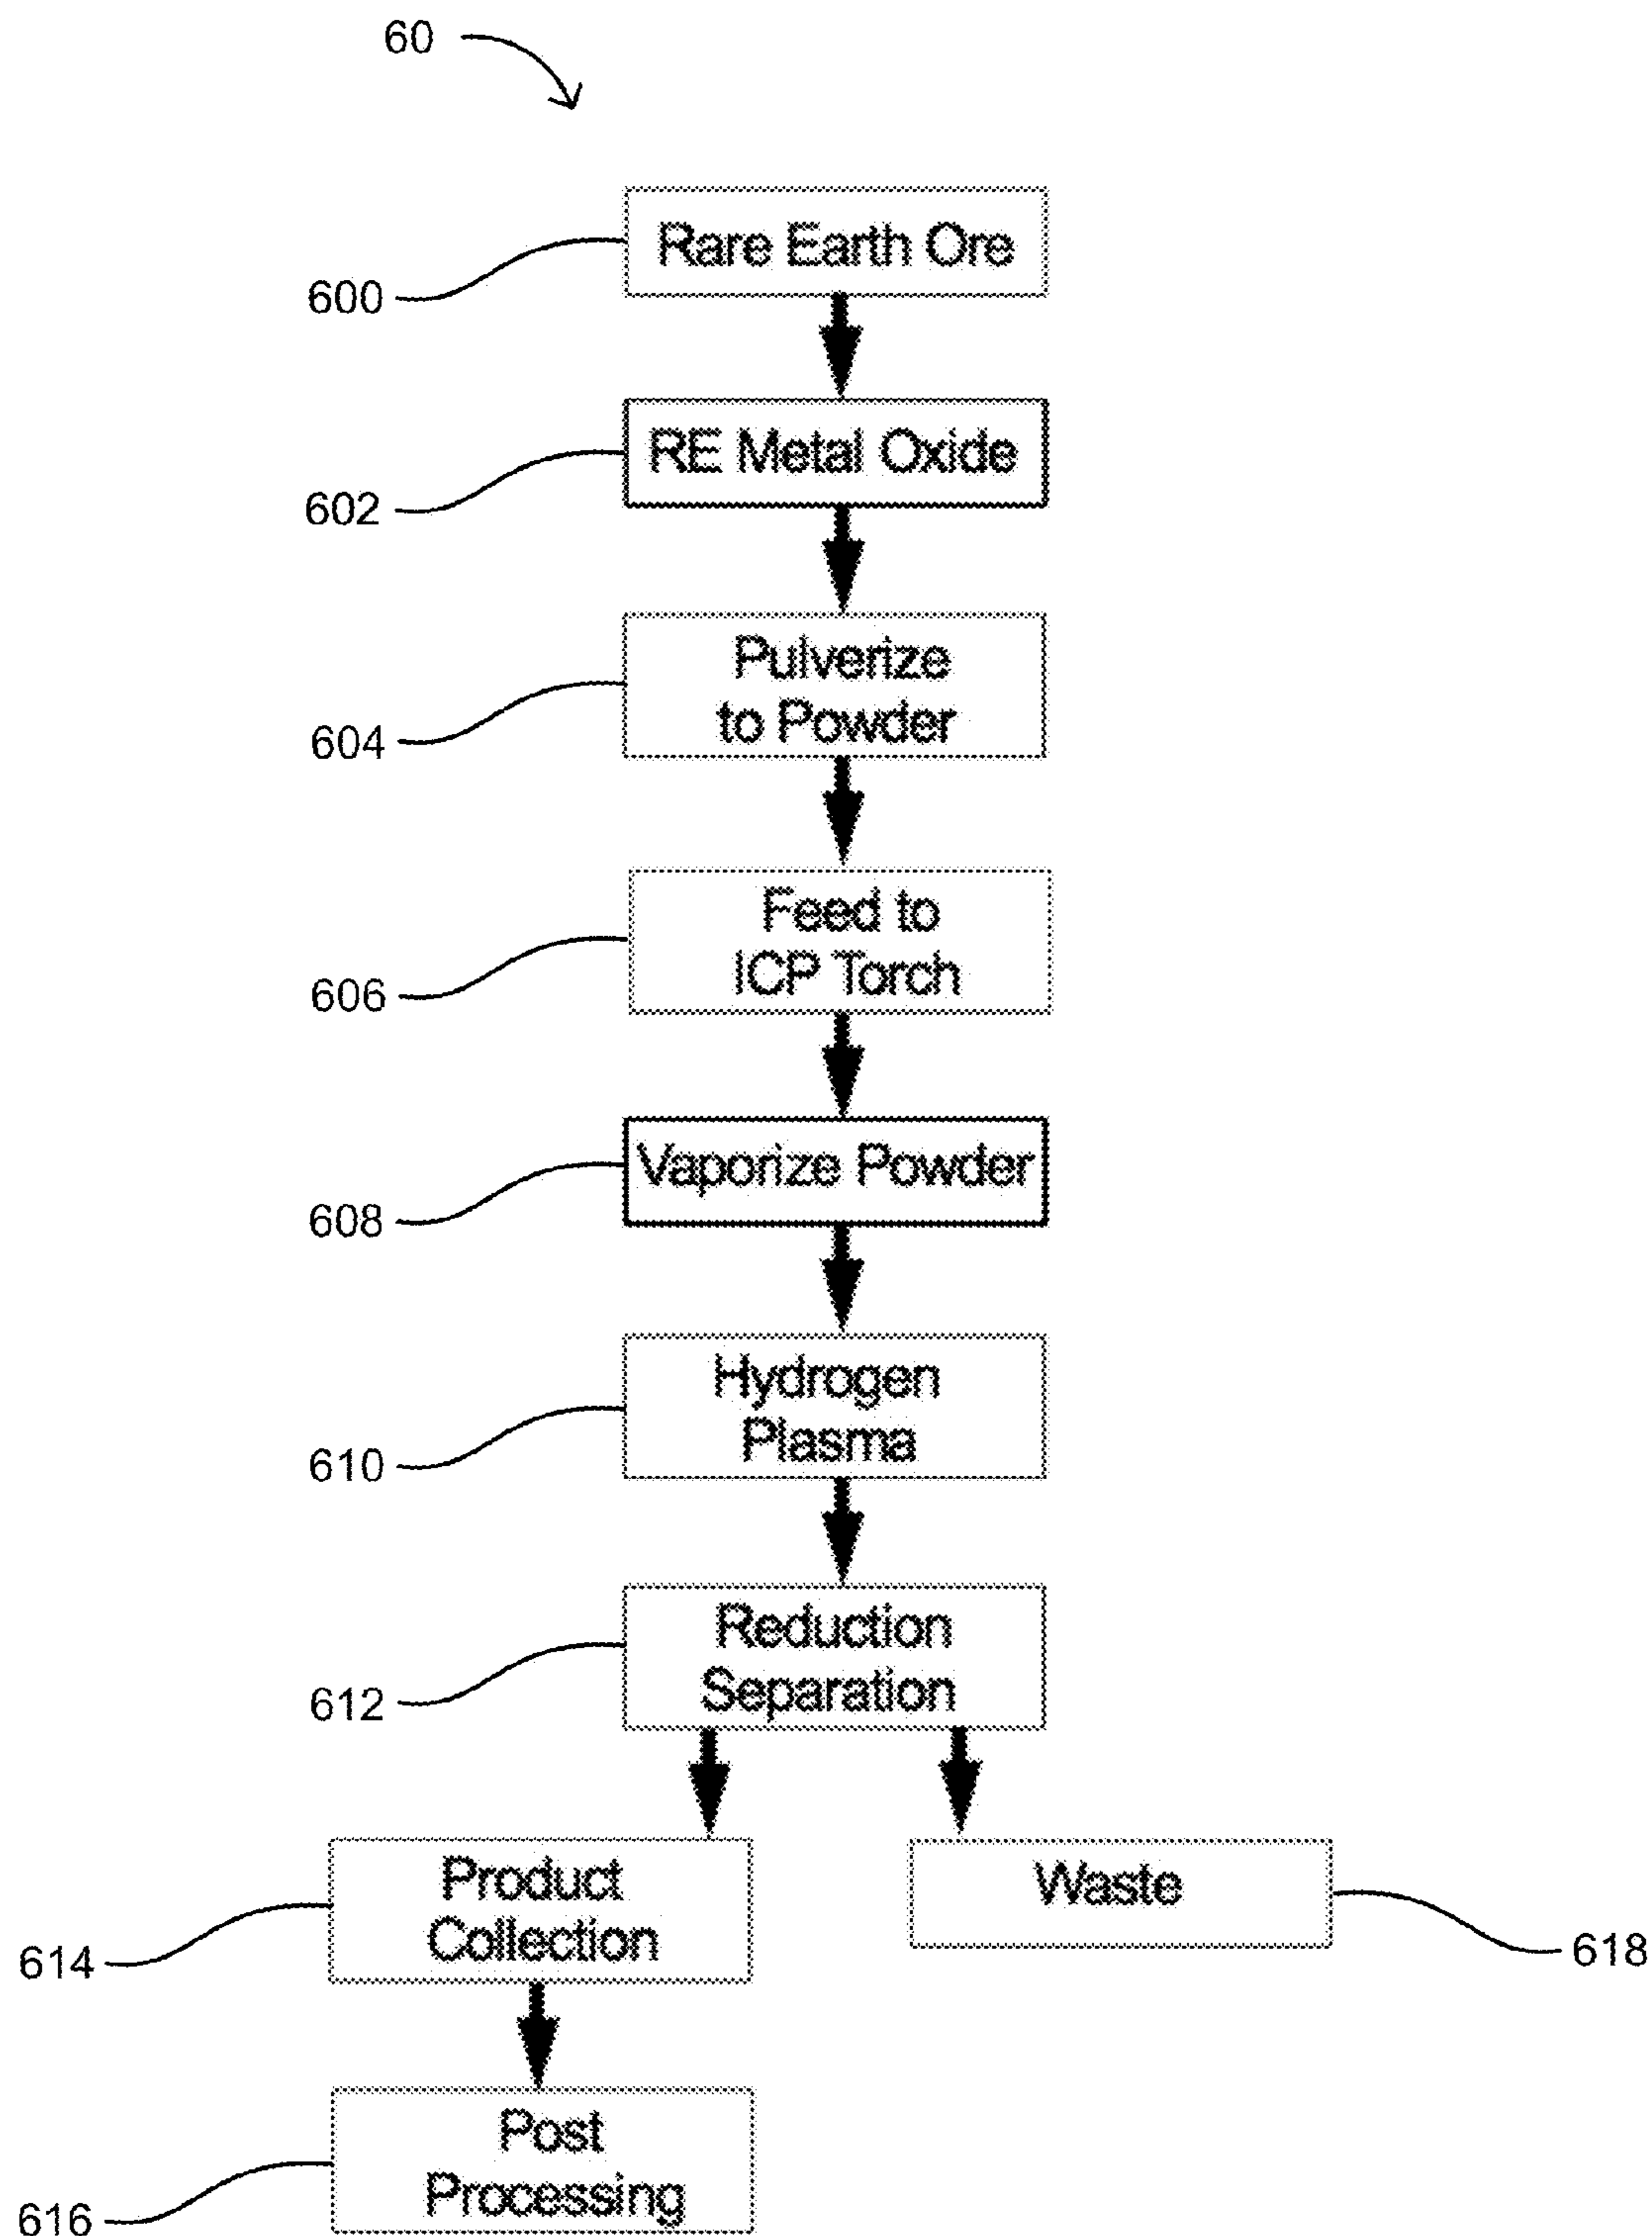 60
Rare Earth Ore
600
RE Metal Oxide
602
Pulverize
to Powder
604
Feed to
ICP Torch
606
Vaporize Powder
608
Hydrogen
Plasma
610
Reduction
Separation
612
Product
Collection
614
Waste
618
Post
Processing
616